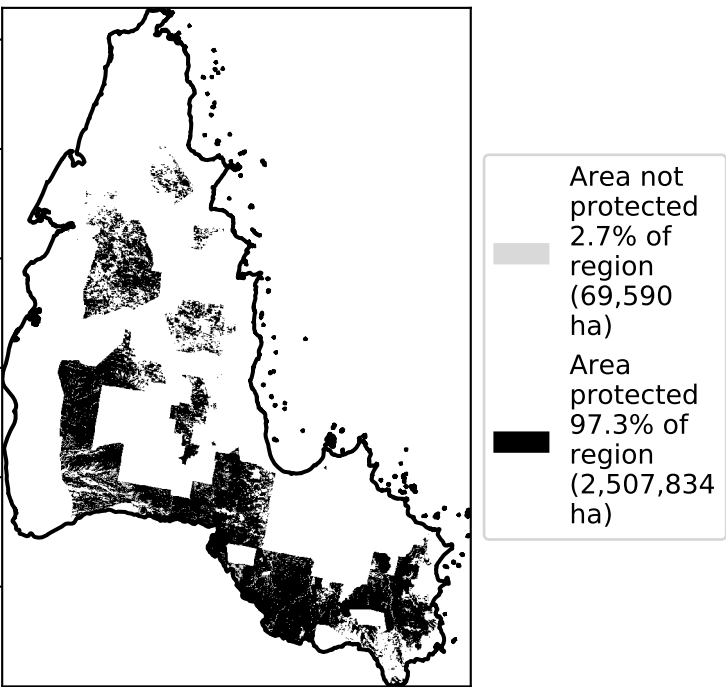 Area not
protected
2.7% of
region
(69,590
ha)
Area
protected
97.3% of
region
(2,507,834
ha)